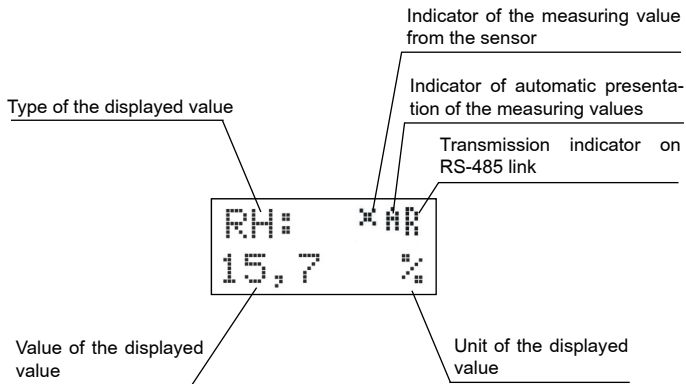 Indicator of the measuring value
from the sensor
Indicator of automatic presenta-
tion of the measuring values
Type of the displayed value
Transmission indicator on
RS-485 link
RH: *AR
15,7 %
Value of the displayed
value
Unit of the displayed
value